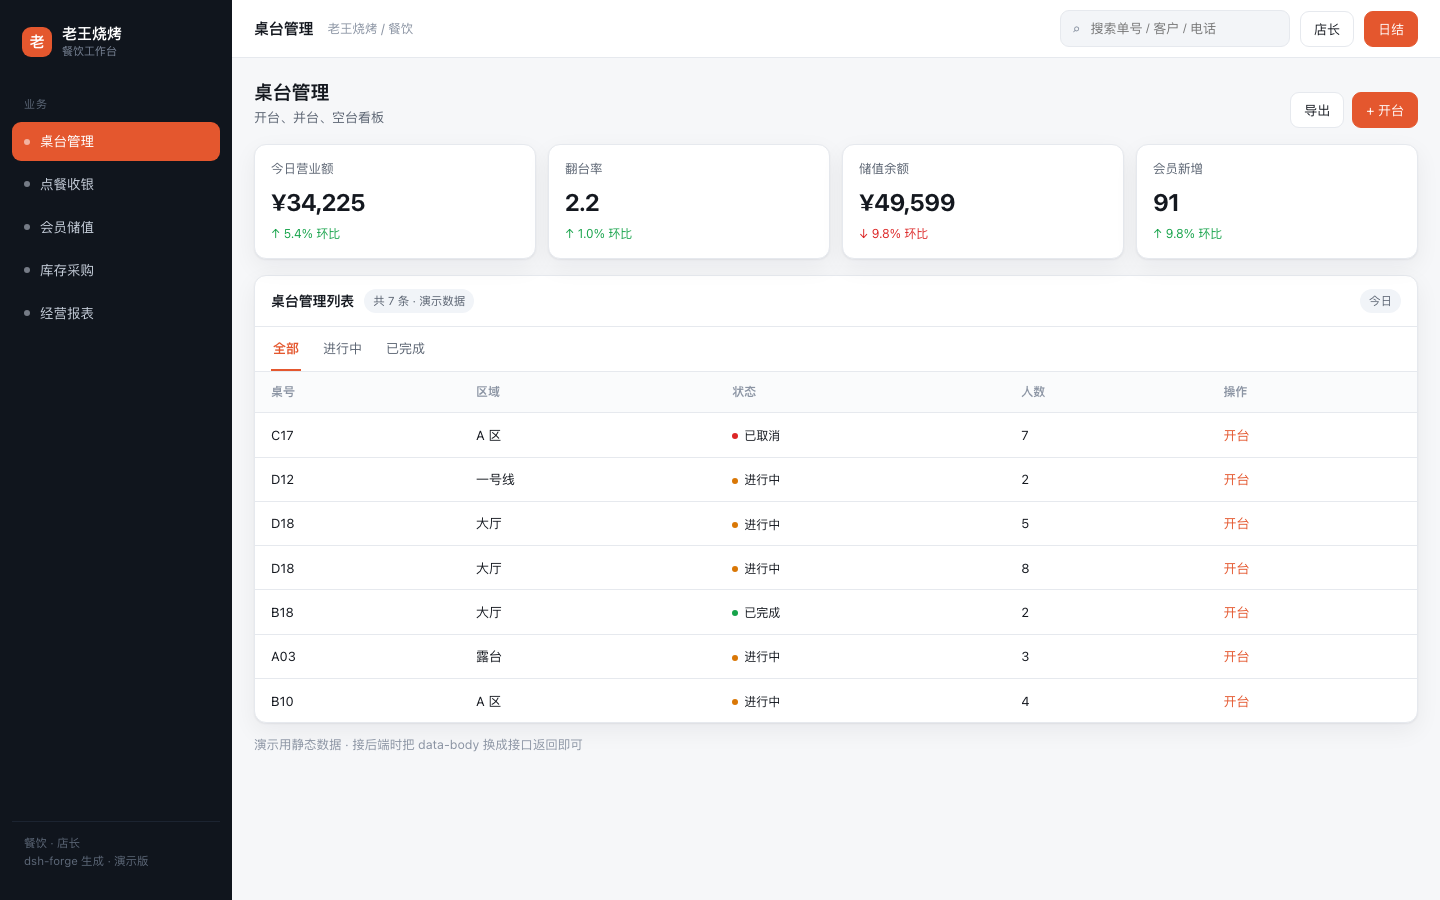 老
老王烧烤
餐饮工作台
业务
桌台管理
点餐收银
会员储值
库存采购
经营报表
餐饮 · 店长
dsh-forge 生成 · 演示版
桌台管理 老王烧烤 / 餐饮
搜索单号 / 客户 / 电话
店长
日结
桌台管理
开台、并台、空台看板
导出
+ 开台
今日营业额
¥34,225
↑ 5.4% 环比
翻台率
2.2
↑ 1.0% 环比
储值余额
¥49,599
↓ 9.8% 环比
会员新增
91
↑ 9.8% 环比
桌台管理列表 共 7 条 · 演示数据 今日
全部 进行中 已完成
桌号 区域 状态 人数 操作
C17 A 区 已取消 7 开台
D12 一号线 进行中 2 开台
D18 大厅 进行中 5 开台
D18 大厅 进行中 8 开台
B18 大厅 已完成 2 开台
A03 露台 进行中 3 开台
B10 A 区 进行中 4 开台
演示用静态数据 · 接后端时把 data-body 换成接口返回即可